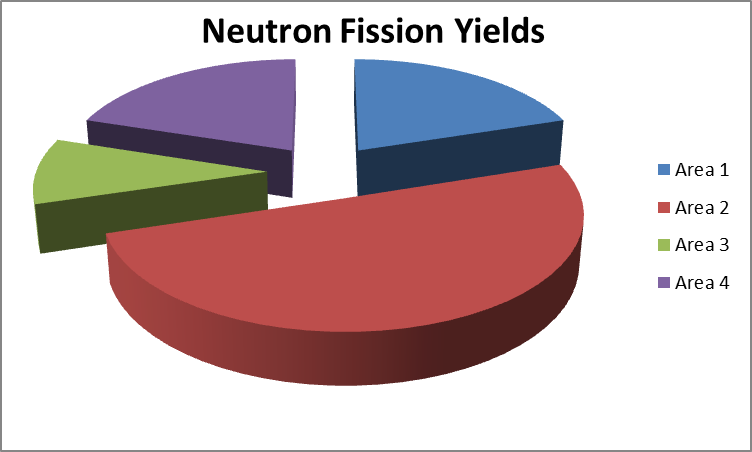 Neutron Fission Yields
Area 1
Area 2
Area 3
Area 4